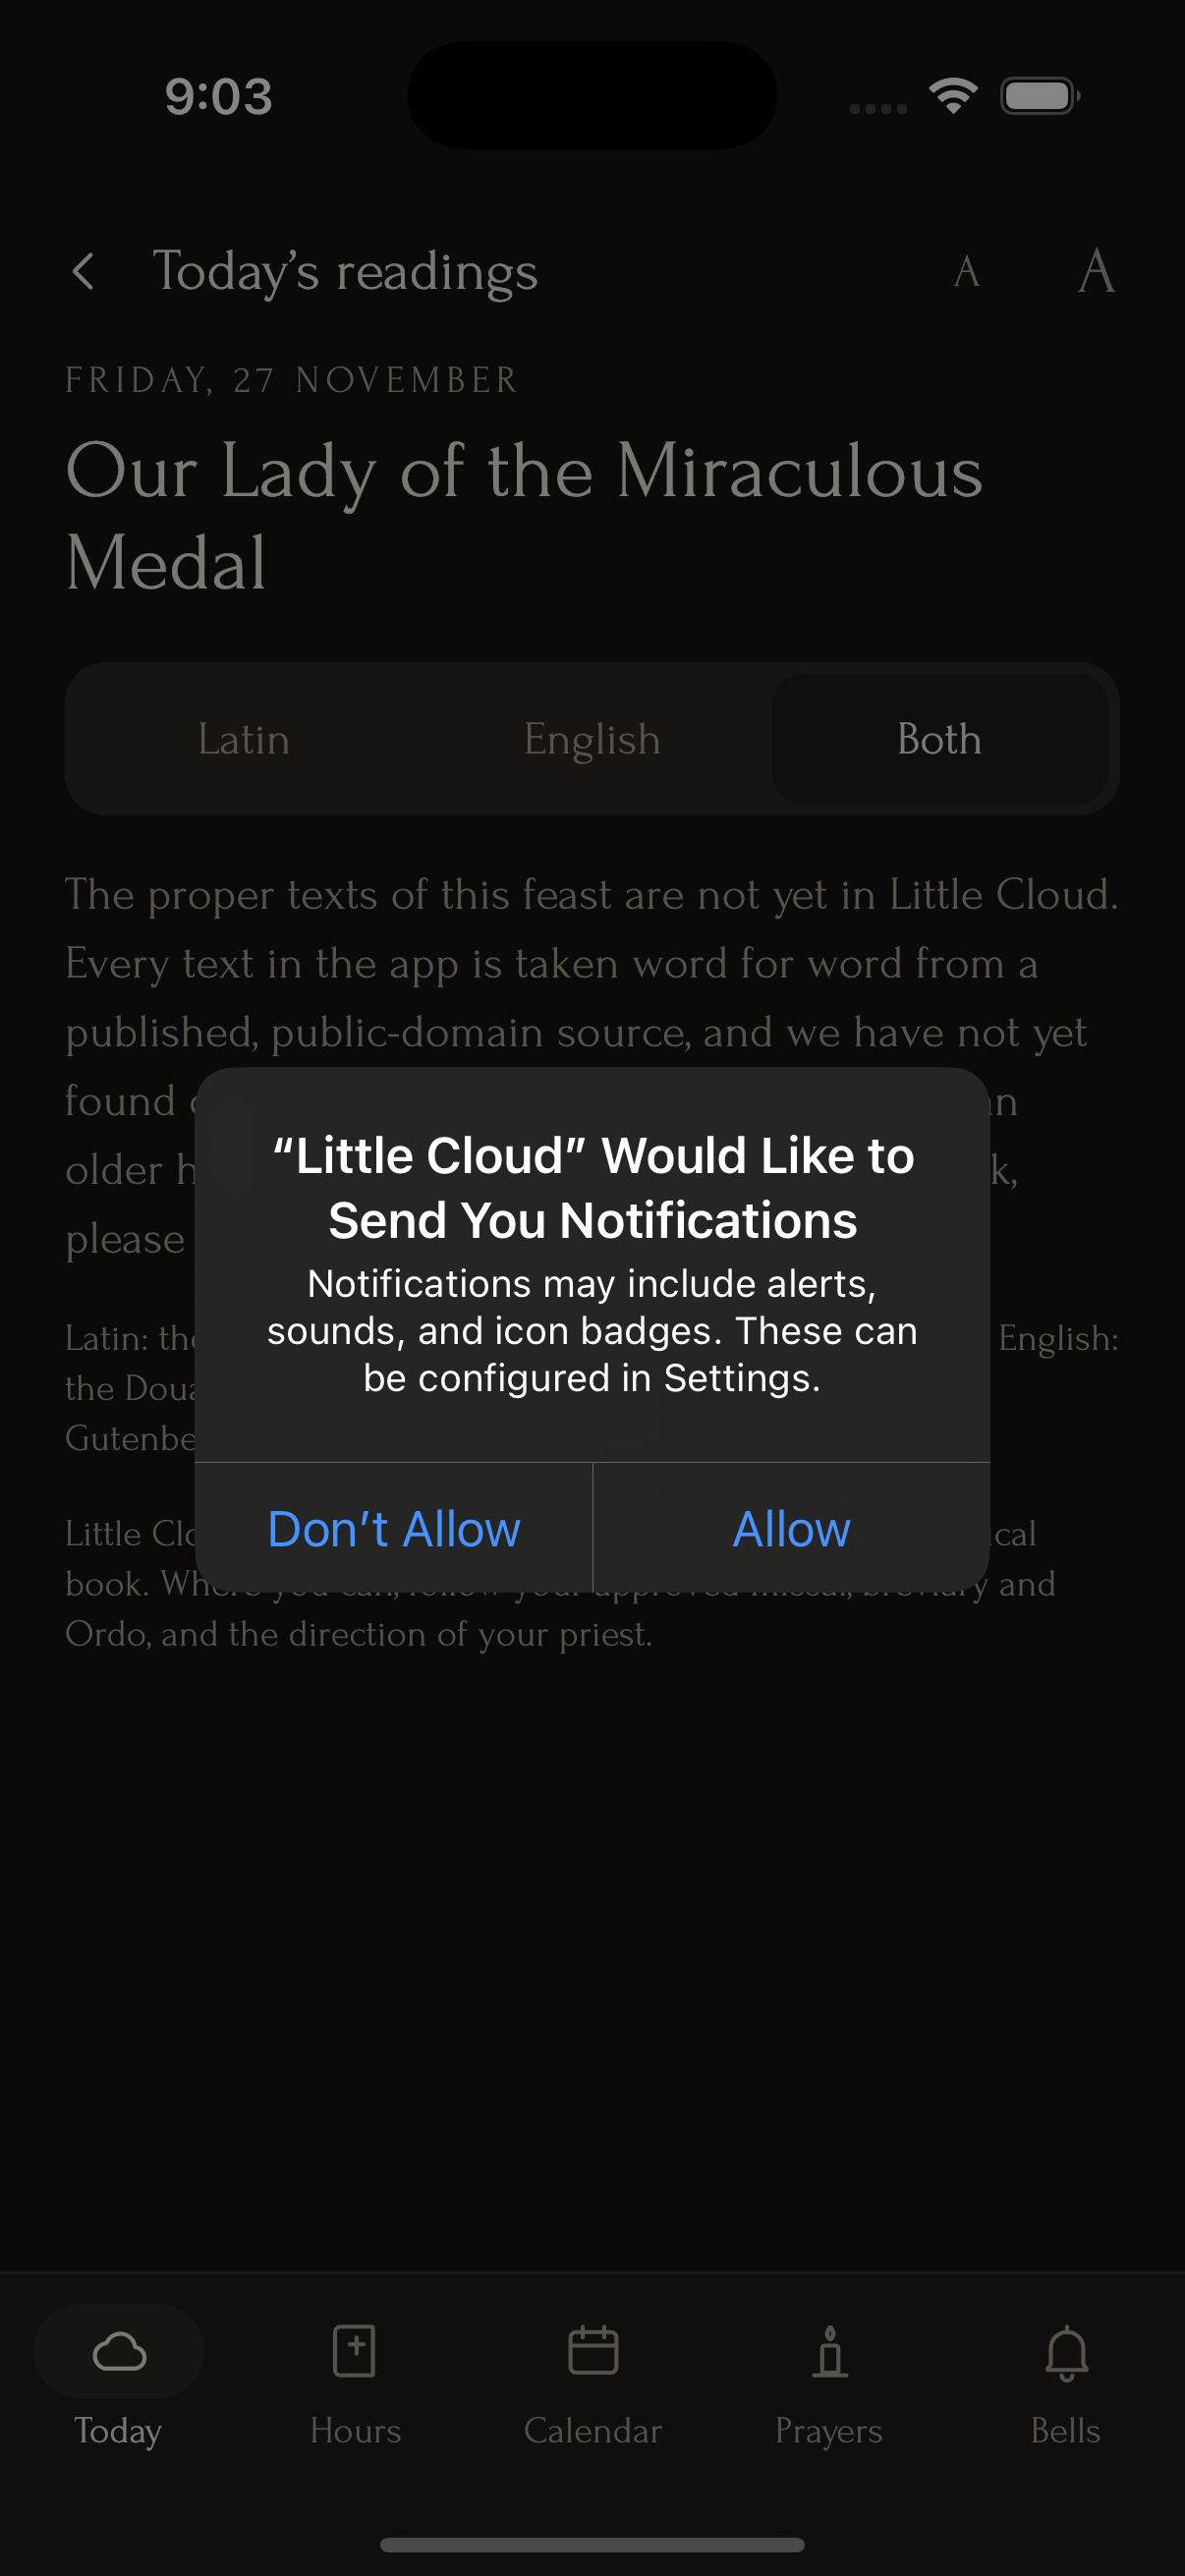 9:03
Today’s readings
A A
FRIDAY, 27 NOVEMBER
Our Lady of the Miraculous
Medal
Latin English Both
The proper texts of this feast are not yet in Little Cloud.
Every text in the app is taken word for word from a
published, public-domain source, and we have not yet
found
older
please
“Little Cloud” Would Like to
Send You Notifications
Notifications may include alerts,
sounds, and icon badges. These can
be configured in Settings.
Don’t Allow Allow
Latin: English:
the
Little
book. and
Ordo, and the direction of your priest.
Today Hours Calendar Prayers Bells